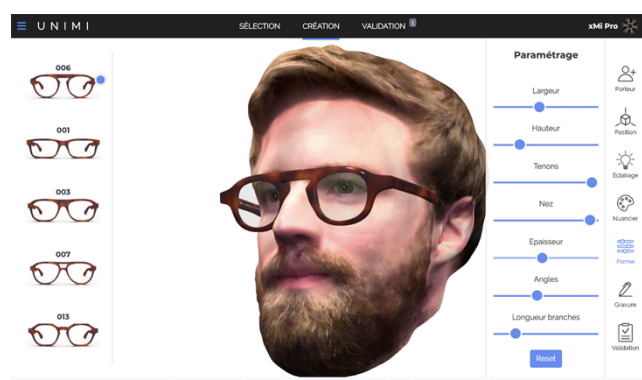 UNIMI
SÉLECTION
CRÉATION
VALIDATION
xMi Pro
006
001
003
007
013
Paramétrage
Largeur
Hauteur
Tenons
Nez
Epaisseur
Angles
Longueur branches
Reset
Porteur
Position
Eclairage
Nuancier
Forme
Gravure
Validation